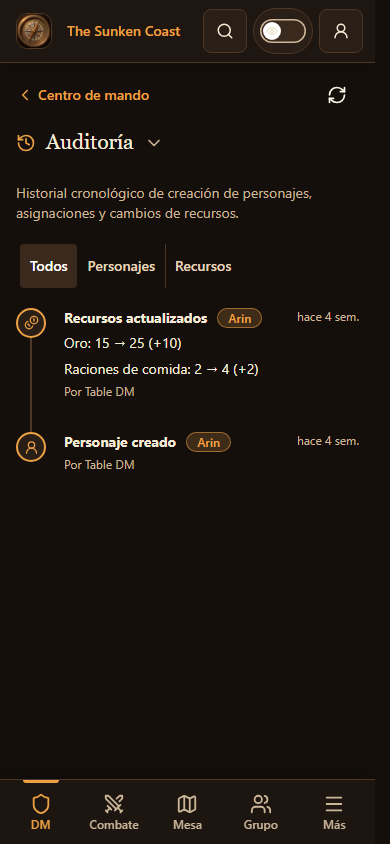 The Sunken Coast
Centro de mando
Auditoría
Historial cronológico de creación de personajes,
asignaciones y cambios de recursos.
Todos Personajes Recursos
Recursos actualizados Arin hace 4 sem.
Oro: 15 → 25 (+10)
Raciones de comida: 2 → 4 (+2)
Por Table DM
Personaje creado Arin hace 4 sem.
Por Table DM
DM Combate Mesa Grupo Más